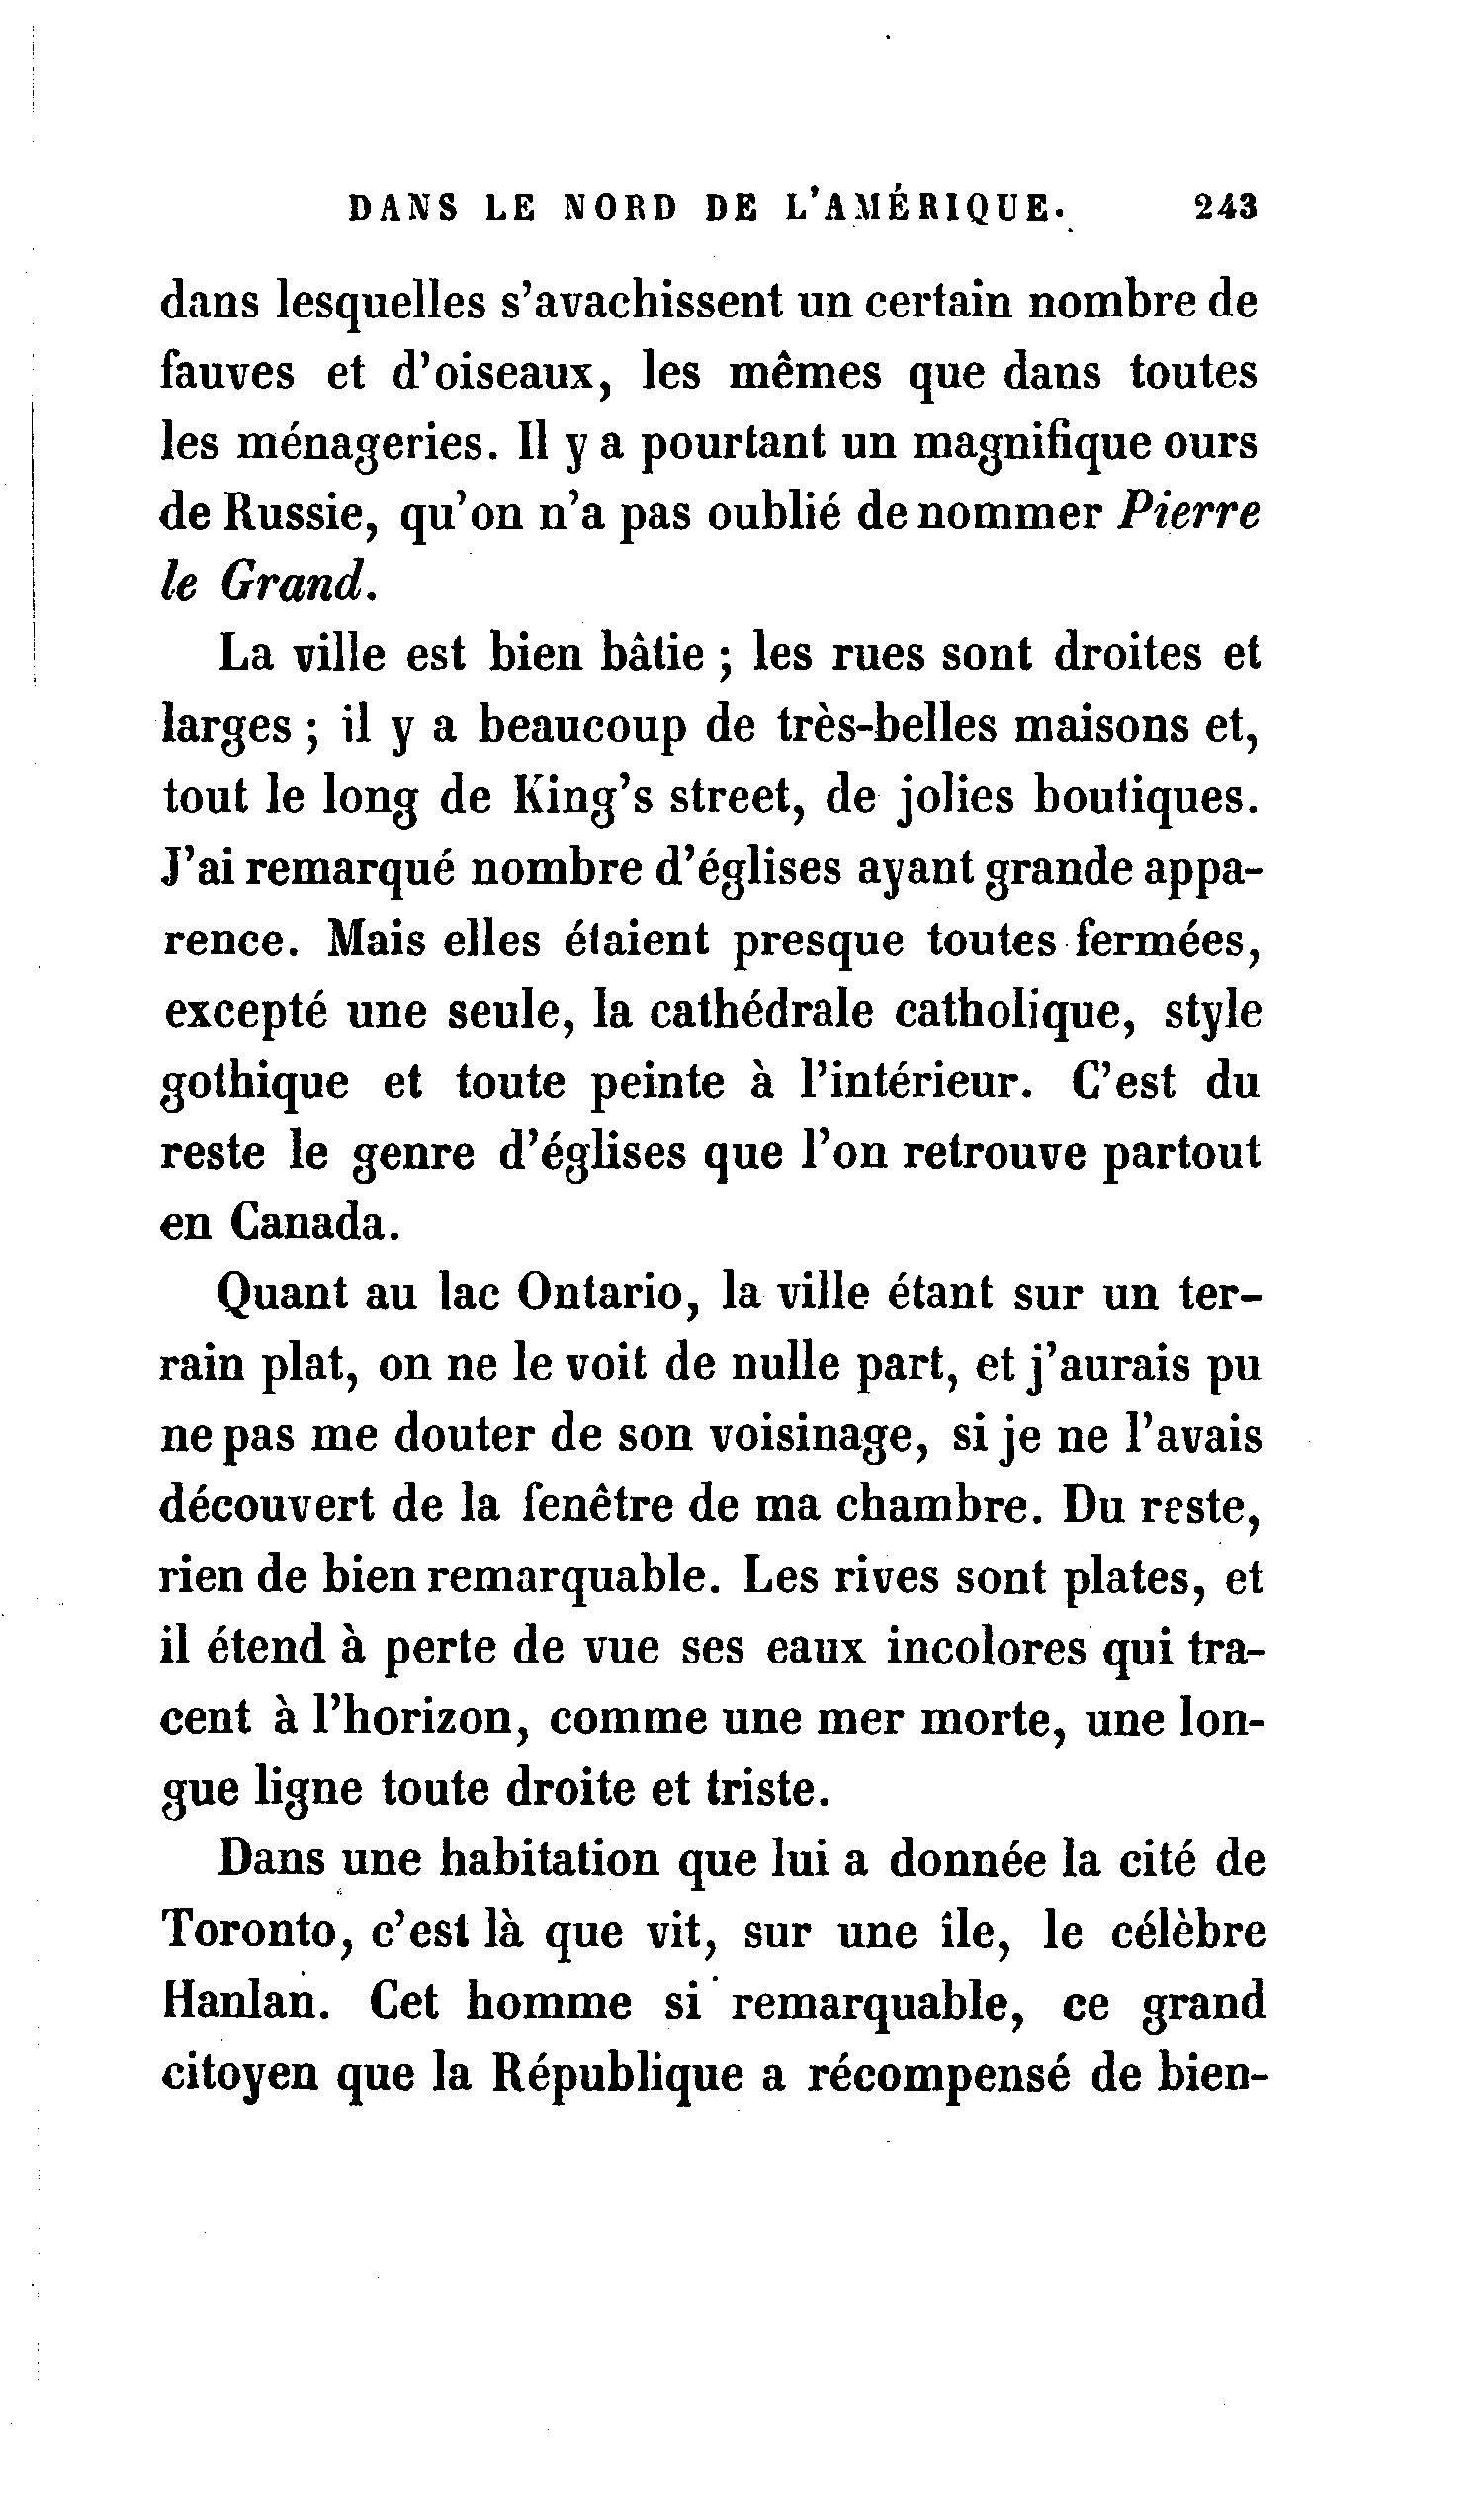 DANS LE NORD DE L'AMÉRIQUE. 243
dans lesquelles s'avachissent un certain nombre de
fauves et d'oiseaux, les mêmes que dans toutes
les ménageries. Il y a pourtant un magnifique ours
de Russie, qu'on n'a pas oublié de nommer Pierre
le Grand.
La ville est bien bâtie ; les rues sont droites et
larges ; il y a beaucoup de très-belles maisons et,
tout le long de King's street, de jolies boutiques.
J'ai remarqué nombre d'églises ayant grande appa-
rence. Mais elles étaient presque toutes fermées,
excepté une seule, la cathédrale catholique, style
gothique et toute peinte à l'intérieur. C'est du
reste le genre d'églises que l'on retrouve partout
en Canada.
Quant au lac Ontario, la ville étant sur un ter-
rain plat, on ne le voit de nulle part, et j'aurais pu
ne pas me douter de son voisinage, si je ne l'avais
découvert de la fenêtre de ma chambre. Du reste,
rien de bien remarquable. Les rives sont plates, et
il étend à perte de vue ses eaux incolores qui tra-
cent à l'horizon, comme une mer morte, une lon-
gue ligne toute droite et triste.
Dans une habitation que lui a donnée la cité de
Toronto, c'est là que vit, sur une île, le célèbre
Hanlan. Cet homme si remarquable, ce grand
citoyen que la République a récompensé de bien-